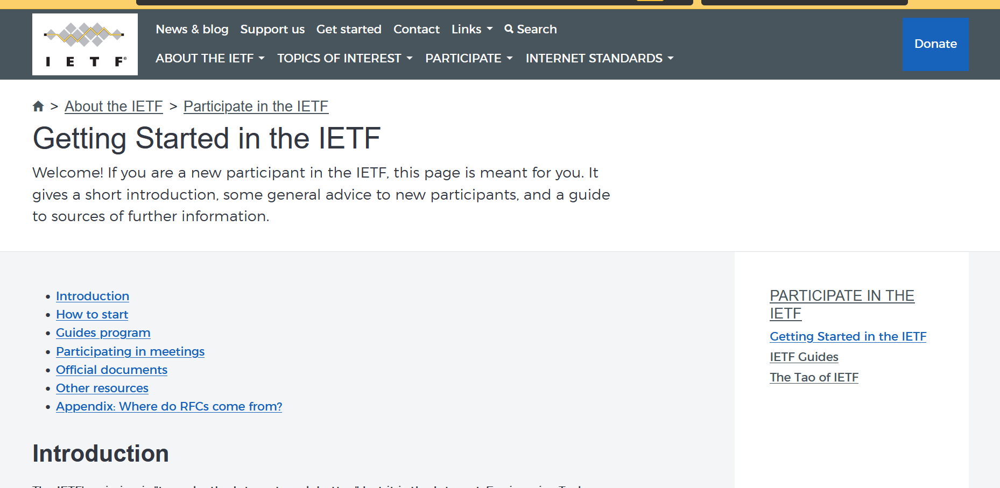 IETF®
News & blog Support us Get started Contact Links Search
ABOUT THE IETF TOPICS OF INTEREST PARTICIPATE INTERNET STANDARDS
Donate
> About the IETF > Participate in the IETF
Getting Started in the IETF
Welcome! If you are a new participant in the IETF, this page is meant for you. It
gives a short introduction, some general advice to new participants, and a guide
to sources of further information.
• Introduction
• How to start
• Guides program
• Participating in meetings
• Official documents
• Other resources
• Appendix: Where do RFCs come from?
Introduction
PARTICIPATE IN THE
IETF
Getting Started in the IETF
IETF Guides
The Tao of IETF